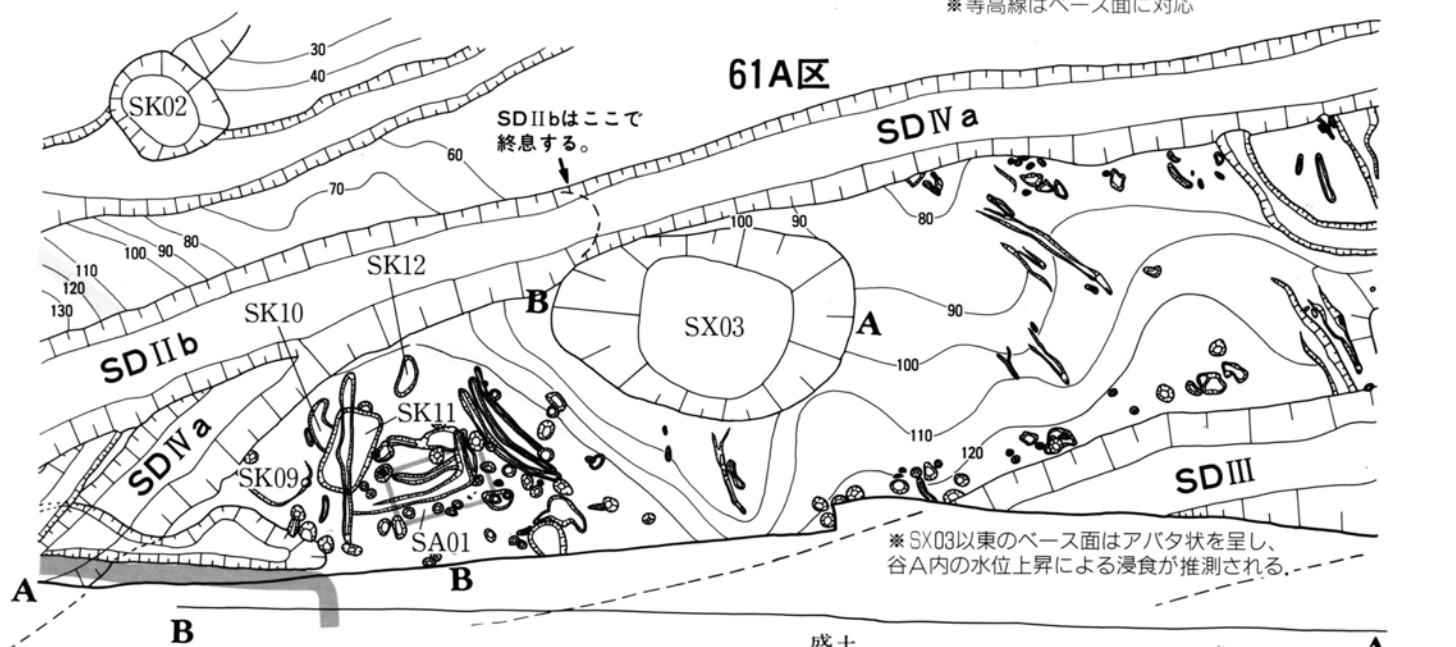 ※等高線はベース面に対応
30
40
SK02
61A区
SDⅣa
SDⅡbはここで
終息する。
60
70
80
90
100
110
120
130
100
90
80
SK12
SK10
B
SX03
A
90
SDⅡb
100
SK11
SDⅣa
SK09
110
120
SDⅢ
SA01
※SX03以東のベース面はアバタ状を呈し、
谷A内の水位上昇による浸食が推測される.
A
B
B
盛土
A